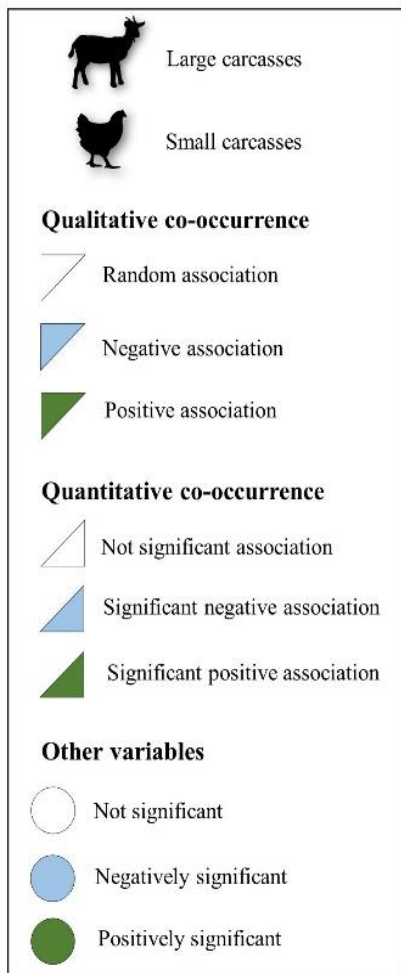 Large carcasses
Small carcasses
Qualitative co-occurrence
Random association
Negative association
Positive association
Quantitative co-occurrence
Not significant association
Significant negative association
Significant positive association
Other variables
Not significant
Negatively significant
Positively significant